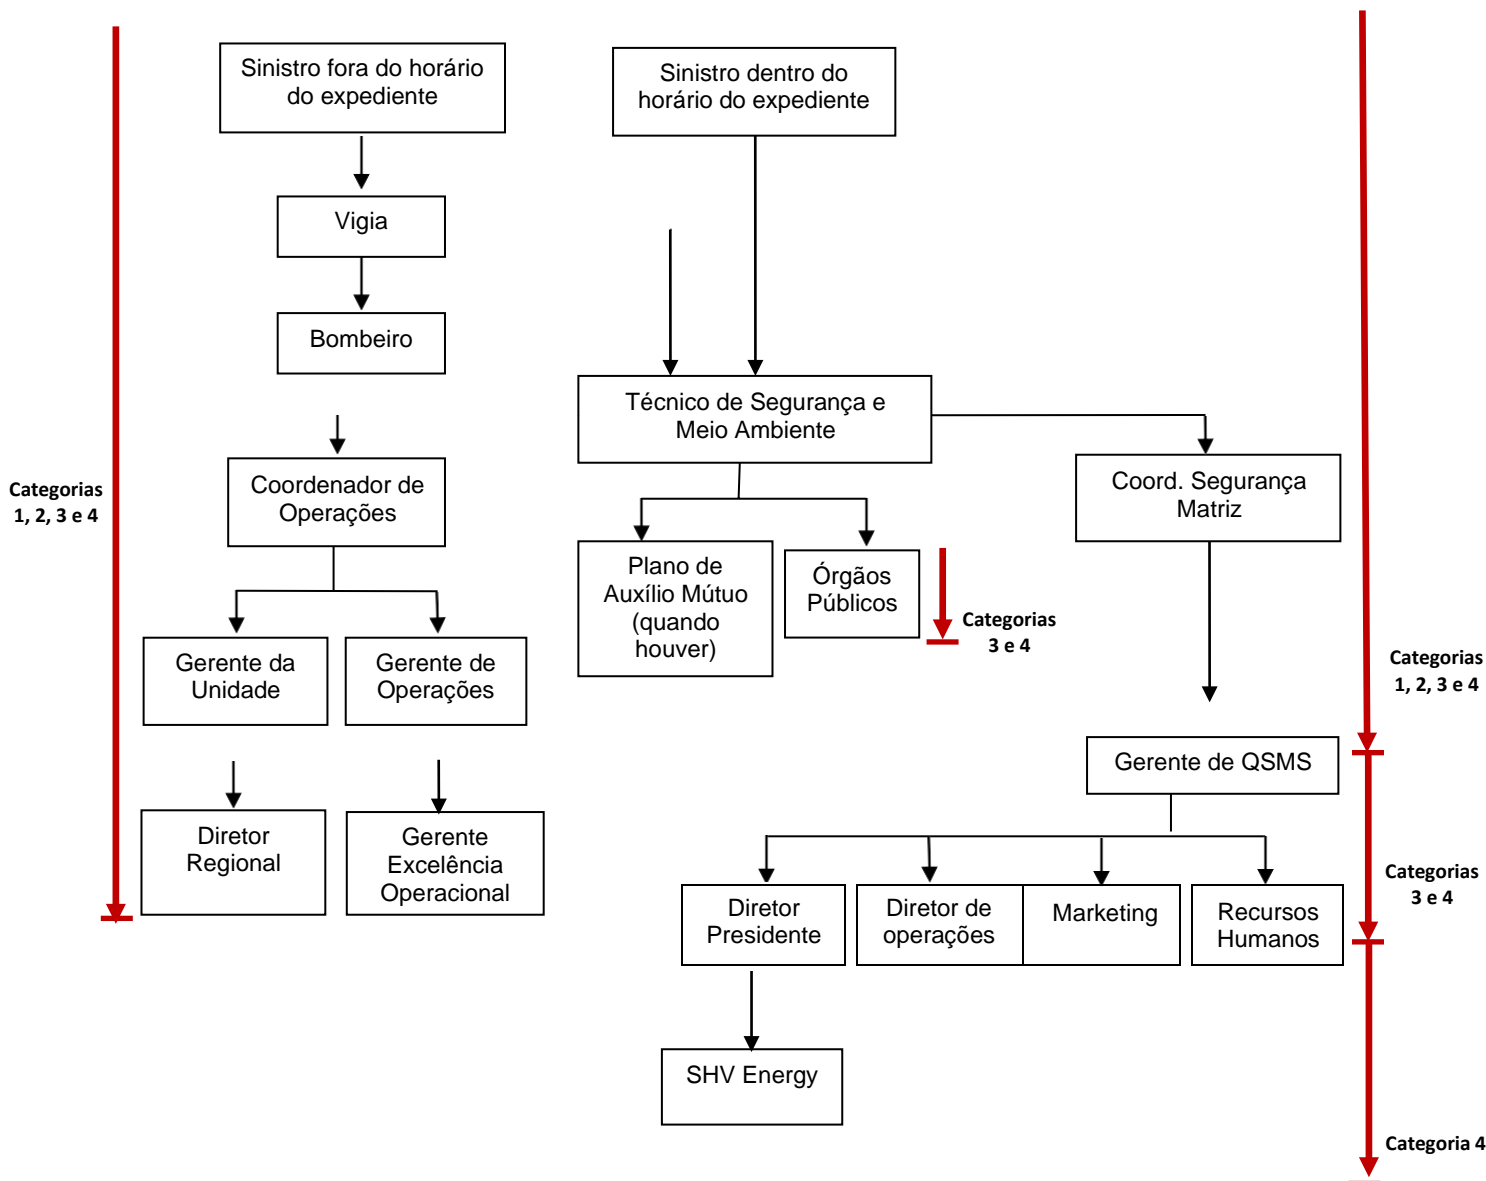 Sinistro fora do horário
do expediente
Sinistro dentro do
horário do expediente
Vigia
Bombeiro
Técnico de Segurança e
Meio Ambiente
Coordenador de
Operações
Coord. Segurança
Matriz
Categorias
1, 2, 3 e 4
Plano de
Auxílio Mútuo
(quando
houver)
Órgãos
Públicos
Categorias
3 e 4
Gerente da
Unidade
Gerente de
Operações
Categorias
1, 2, 3 e 4
Gerente de QSMS
Diretor
Regional
Gerente
Excelência
Operacional
Categorias
3 e 4
Diretor
Presidente
Diretor de
operações
Marketing
Recursos
Humanos
SHV Energy
Categoria 4